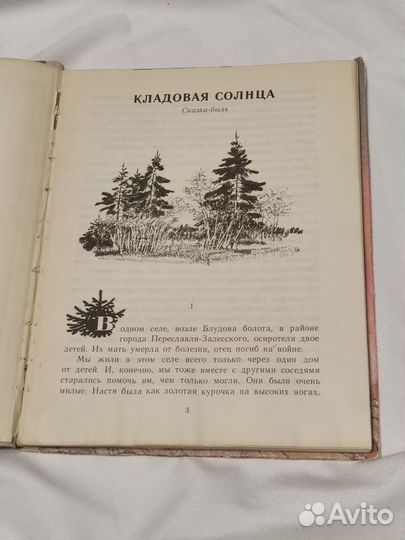 КЛАДОВАЯ СОЛНЦА
Сказка-быль
1
В одном селе, возле Блудова болота, в районе
города Переславля-Залесского, осиротели двое
детей. Их мать умерла от болезни, отец погиб на войне.
Мы жили в этом селе всего только через один дом
от детей. И, конечно, мы тоже вместе с другими соседями
старались помочь им, чем только могли. Они были очень
милые. Настя была как золотая курочка на высоких ногах.
3
Avito